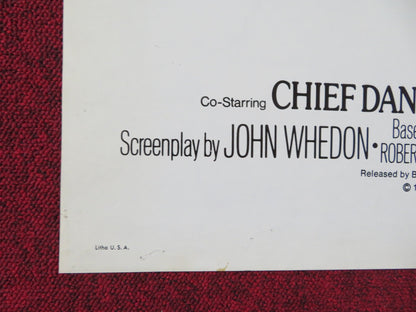 Co-Starring CHIEF DAN
Base
Screenplay by JOHN WHEDON • ROBER
Released by B
©
Litho U.S.A.